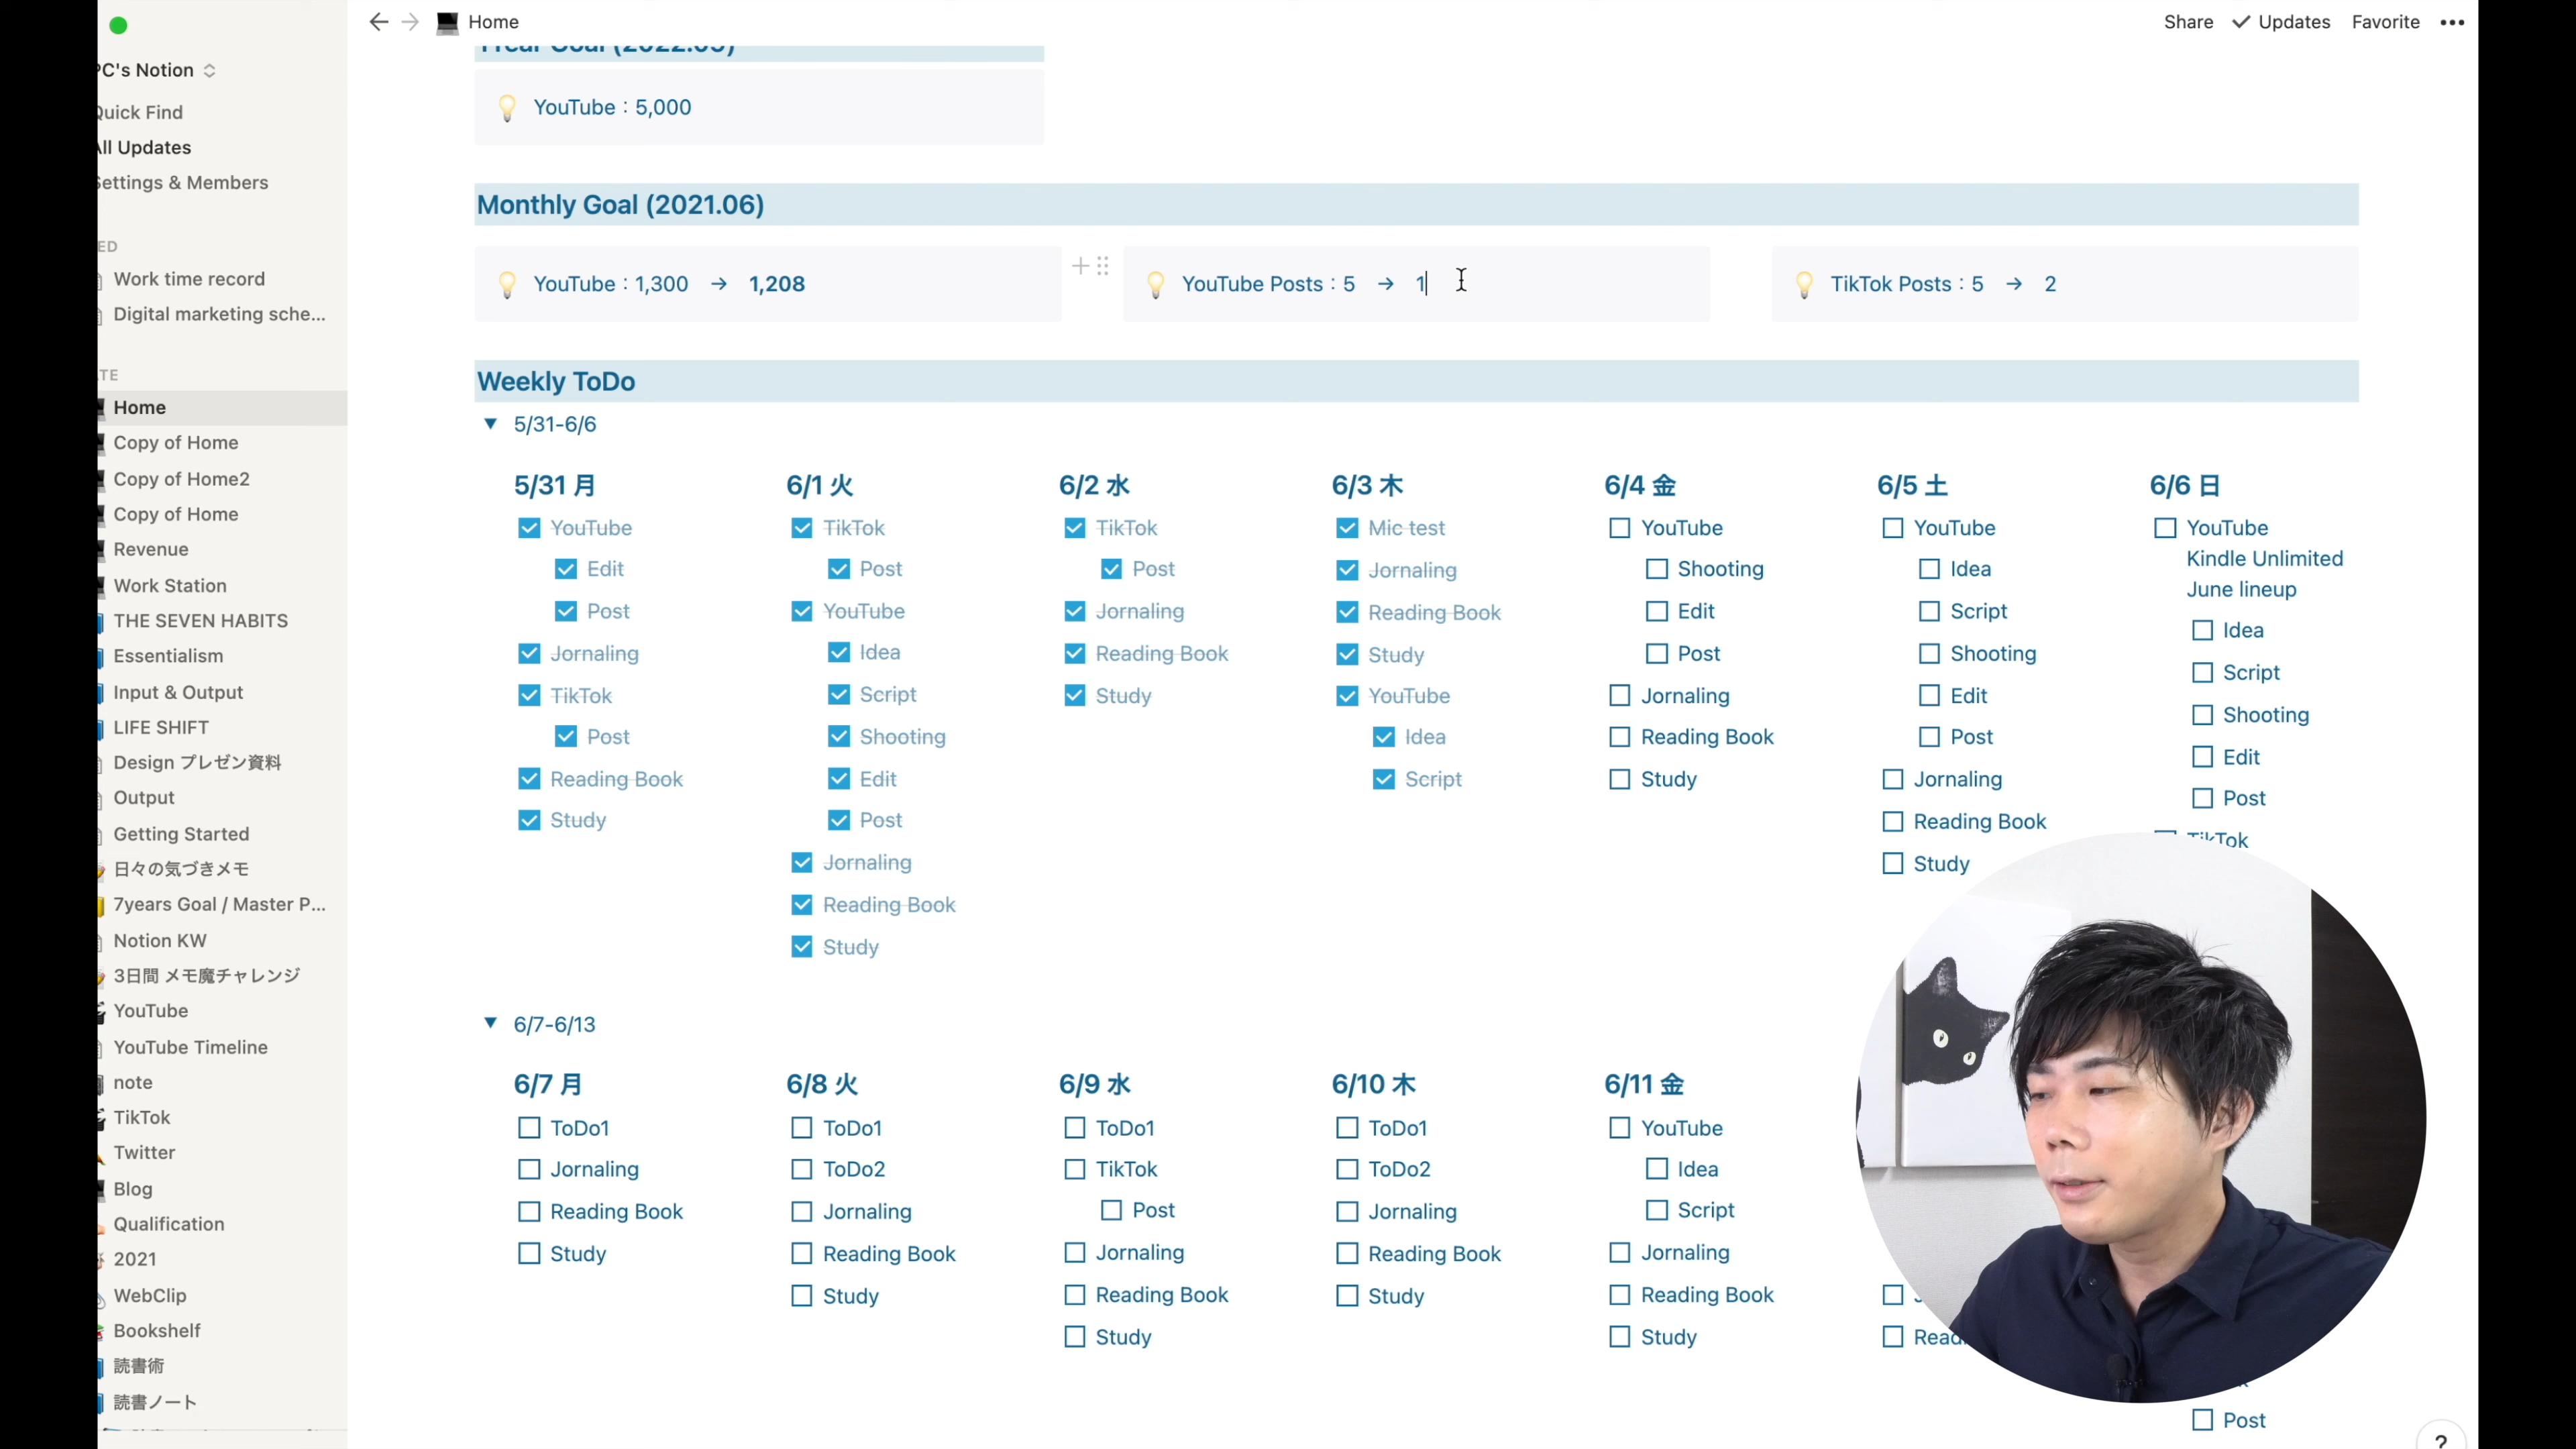 Home
Share
Updates
Favorite
PC's Notion
Quick Find
All Updates
Settings & Members
Work time record
Digital marketing sche...
Home
Copy of Home
Copy of Home2
Copy of Home
Revenue
Work Station
THE SEVEN HABITS
Essentialism
Input & Output
LIFE SHIFT
Design プレゼン資料
Output
Getting Started
日々の気づきメモ
7years Goal / Master P...
Notion KW
3日間 メモ魔チャレンジ
YouTube
YouTube Timeline
note
TikTok
Twitter
Blog
Qualification
2021
WebClip
Bookshelf
読書術
読書ノート
YouTube : 5,000
Monthly Goal (2021.06)
YouTube : 1,300 → 1,208
YouTube Posts : 5 → 1
TikTok Posts : 5 → 2
Weekly ToDo
5/31-6/6
5/31 月
YouTube
Edit
Post
Jornaling
TikTok
Post
Reading Book
Study
6/1 火
TikTok
Post
YouTube
Idea
Script
Shooting
Edit
Post
Jornaling
Reading Book
Study
6/2 水
TikTok
Post
Jornaling
Reading Book
Study
6/3 木
Mic test
Jornaling
Reading Book
Study
YouTube
Idea
Script
6/4 金
YouTube
Shooting
Edit
Post
Jornaling
Reading Book
Study
6/5 土
YouTube
Idea
Script
Shooting
Edit
Post
Jornaling
Reading Book
Study
6/6 日
YouTube
Kindle Unlimited
June lineup
Idea
Script
Shooting
Edit
Post
TikTok
6/7-6/13
6/7 月
ToDo1
Jornaling
Reading Book
Study
6/8 火
ToDo1
ToDo2
Jornaling
Reading Book
Study
6/9 水
ToDo1
TikTok
Post
Jornaling
Reading Book
Study
6/10 木
ToDo1
ToDo2
Jornaling
Reading Book
Study
6/11 金
YouTube
Idea
Script
Jornaling
Reading Book
Study
Post
?